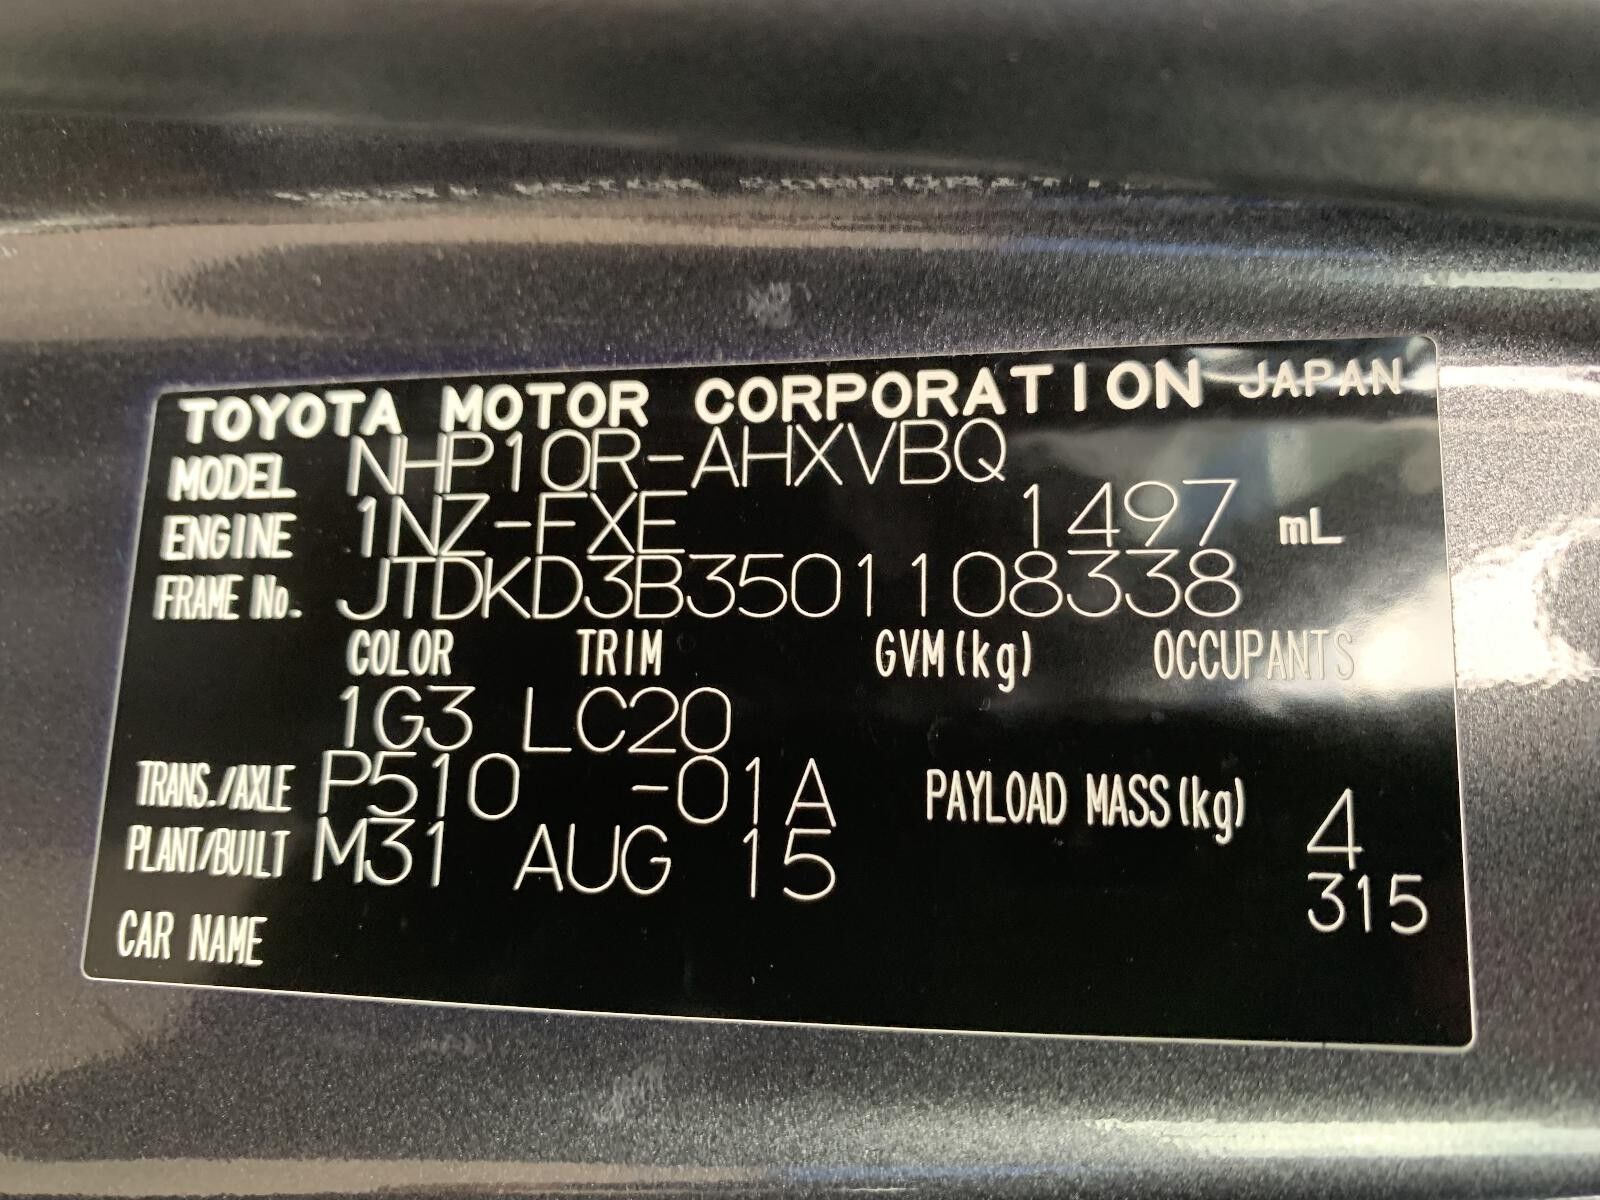 TOYOTA MOTOR CORPORATION JAPAN
MODEL NHP10R-AHXVBQ
ENGINE 1NZ-FXE 1497 mL
FRAME No. JTDKD3B3501108338
COLOR TRIM GVM(kg) OCCUPANTS
1G3 LC20
TRANS./AXLE P510 -01A PAYLOAD MASS(kg) 4
PLANT/BUILT M31 AUG 15 315
CAR NAME